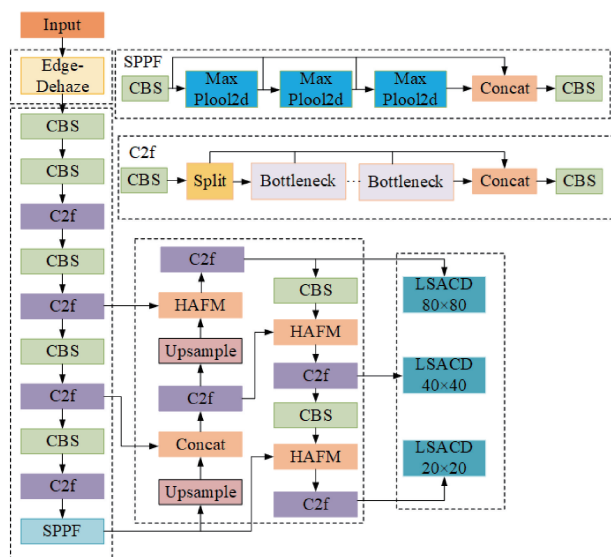 Input
Edge-
Dehaze
CBS
CBS
C2f
CBS
C2f
CBS
C2f
CBS
C2f
SPPF
SPPF
CBS
Max
Plool2d
Max
Plool2d
Max
Plool2d
Concat
CBS
C2f
CBS
Split
Bottleneck
...
Bottleneck
Concat
CBS
C2f
HAFM
Upsample
C2f
Concat
Upsample
CBS
HAFM
C2f
CBS
HAFM
C2f
LSACD
80×80
LSACD
40×40
LSACD
20×20